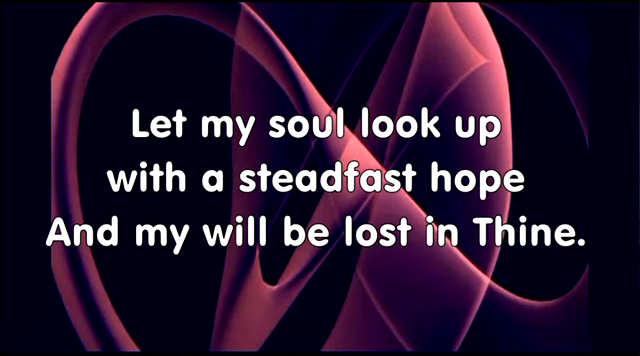 Let my soul look up
with a steadfast hope
And my will be lost in Thine.